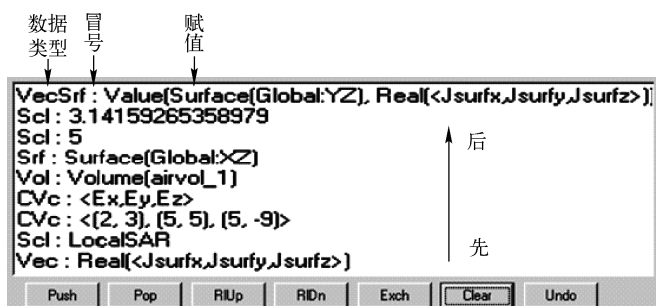 数据类型
冒号
赋值
VecSrf : Value(Surface(Global:YZ), Real(<Jsurfx,Jsurfy,Jsurfz>))
Scl : 3.14159265358979
Scl : 5
Srf : Surface(Global:XZ)
Vol : Volume(airvol_1)
CVc : <Ex,Ey,Ez>
CVc : <(2, 3), (5, 5), (5, -9)>
Scl : LocalSAR
Vec : Real(<Jsurfx,Jsurfy,Jsurfz>)
后
先
Push Pop RlUp RlDn Exch Clear Undo